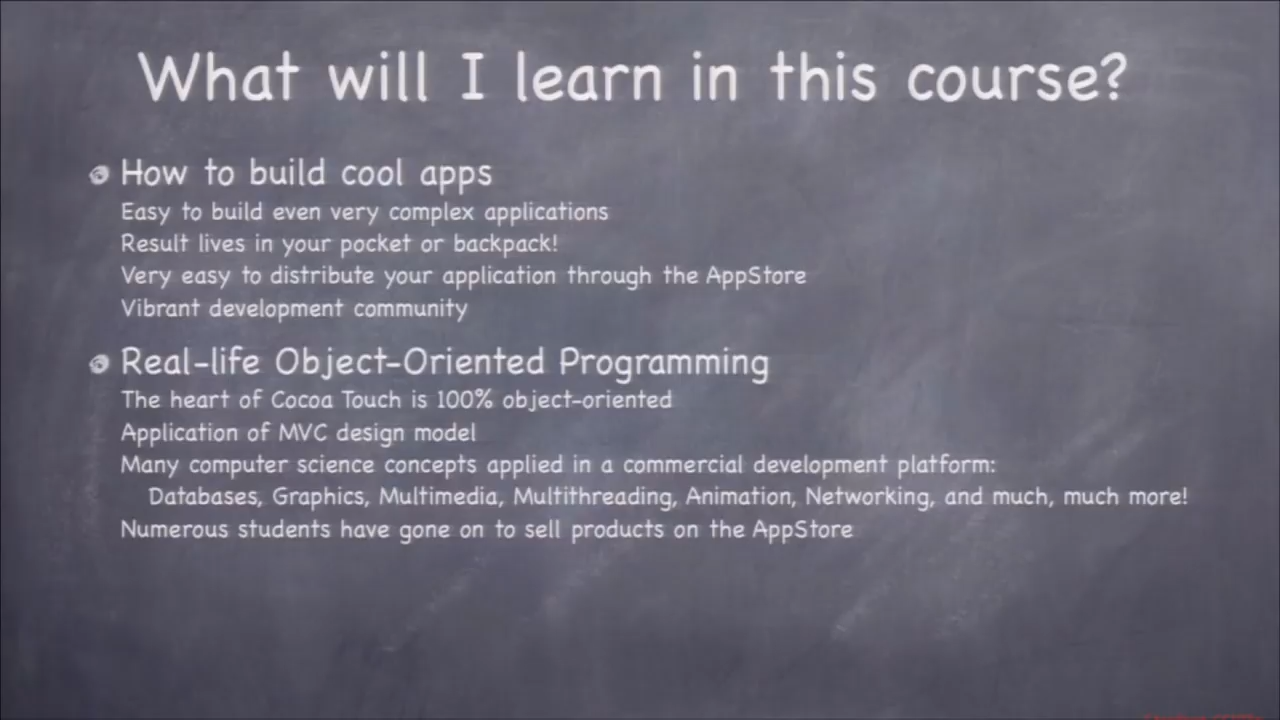 What will I learn in this course?
How to build cool apps
Easy to build even very complex applications
Result lives in your pocket or backpack!
Very easy to distribute your application through the AppStore
Vibrant development community
Real-life Object-Oriented Programming
The heart of Cocoa Touch is 100% object-oriented
Application of MVC design model
Many computer science concepts applied in a commercial development platform:
Databases, Graphics, Multimedia, Multithreading, Animation, Networking, and much, much more!
Numerous students have gone on to sell products on the AppStore